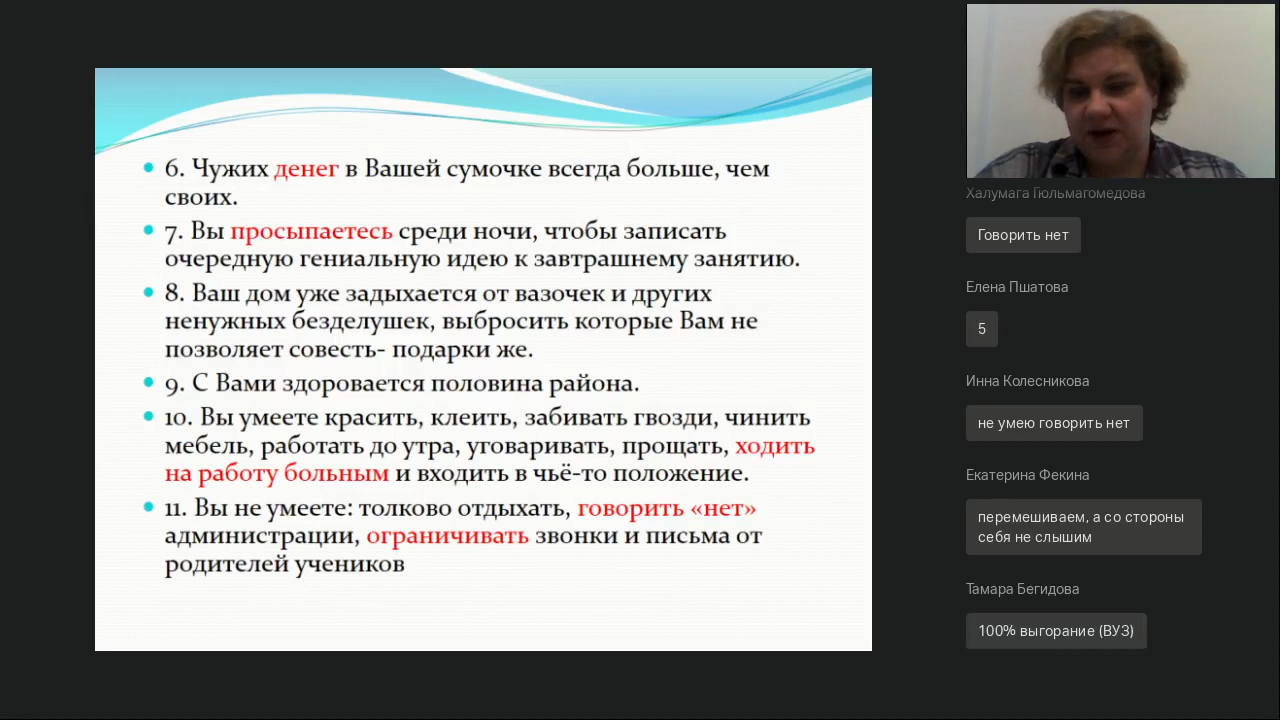 6. Чужих денег в Вашей сумочке всегда больше, чем
своих.
7. Вы просыпаетесь среди ночи, чтобы записать
очередную гениальную идею к завтрашнему занятию.
8. Ваш дом уже задыхается от вазочек и других
ненужных безделушек, выбросить которые Вам не
позволяет совесть- подарки же.
9. С Вами здоровается половина района.
10. Вы умеете красить, клеить, забивать гвозди, чинить
мебель, работать до утра, уговаривать, прощать, ходить
на работу больным и входить в чьё-то положение.
11. Вы не умеете: толково отдыхать, говорить «нет»
администрации, ограничивать звонки и письма от
родителей учеников
Халумага Гюльмагомедова
Говорить нет
Елена Пшатова
5
Инна Колесникова
не умею говорить нет
Екатерина Фекина
перемешиваем, а со стороны
себя не слышим
Тамара Бегидова
100% выгорание (ВУЗ)